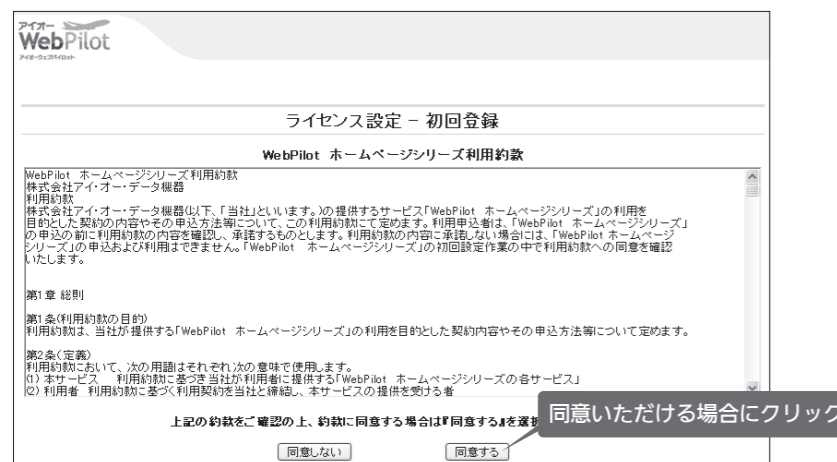 アイオー
WebPilot
アイオーウェブパイロット
ライセンス設定 − 初回登録
WebPilot ホームページシリーズ利用約款
WebPilot ホームページシリーズ利用約款
株式会社アイ・オー・データ機器
利用約款
株式会社アイ・オー・データ機器(以下、「当社」といいます。)の提供するサービス「WebPilot ホームページシリーズ」の利用を
目的とした契約の内容やその申込方法等について、この利用約款にて定めます。利用申込者は、「WebPilot ホームページシリーズ」
の申込の前に利用約款の内容を確認し、承諾するものとします。利用約款の内容に承諾しない場合には、「WebPilot ホームページ
シリーズ」の申込および利用はできません。「WebPilot ホームページシリーズ」の初回設定作業の中で利用約款への同意を確認
いたします。
第1章 総則
第1条(利用約款の目的)
利用約款は、当社が提供する「WebPilot ホームページシリーズ」の利用を目的とした契約内容やその申込方法等について定めます。
第2条(定義)
利用約款において、次の用語はそれぞれ次の意味で使用します。
(1) 本サービス 利用約款に基づき当社が利用者に提供する「WebPilot ホームページシリーズの各サービス」
(2) 利用者 利用約款に基づく利用契約を当社と締結し、本サービスの提供を受ける者
上記の約款をご確認の上、約款に同意する場合は『同意する』を選択
同意いただける場合にクリック
同意しない
同意する